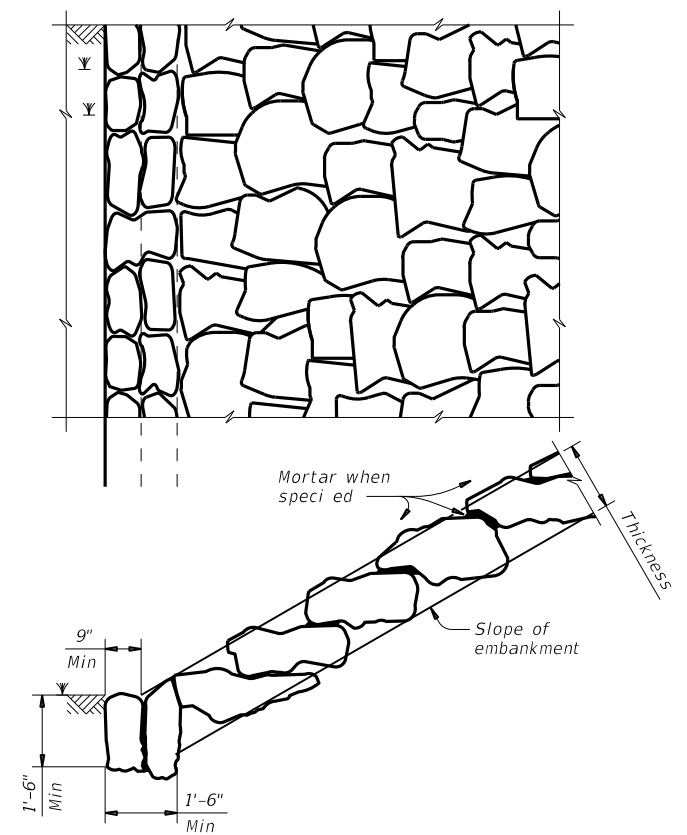 Mortar when
speci ed
Thickness
Slope of
embankment
9"
Min
1'-6"
Min
1'-6"
Min